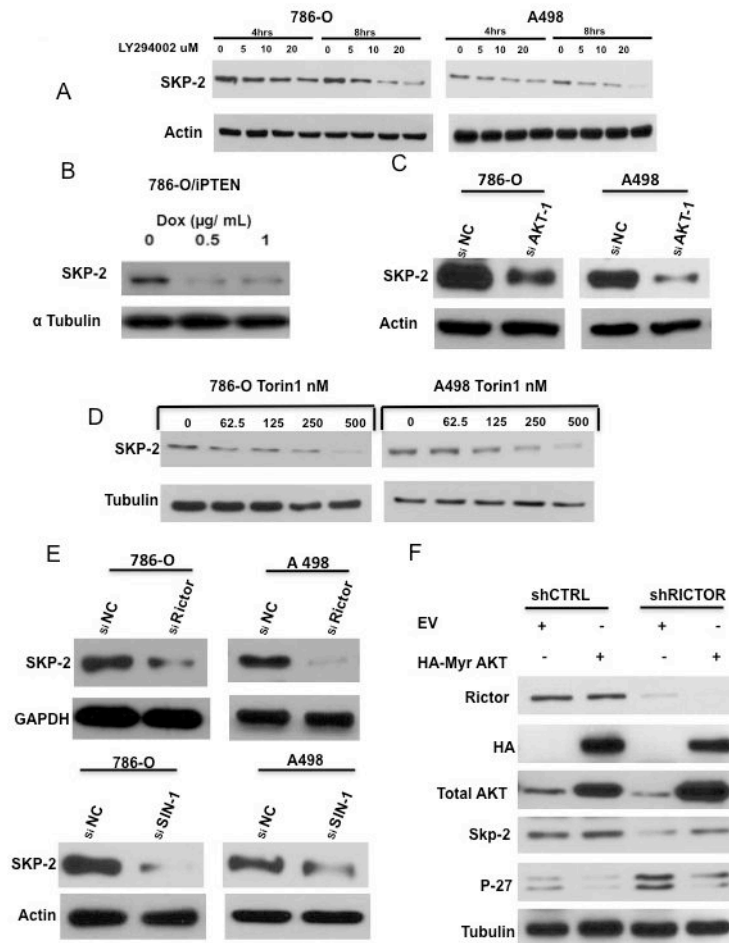 786-O A498
4hrs 8hrs 4hrs 8hrs
LY294002 uM 0 5 10 20 0 5 10 20 0 5 10 20 0 5 10 20
SKP-2
A
Actin
B
786-O/iPTEN
Dox (µg/ mL)
0 0.5 1
SKP-2
α Tubulin
C
786-O A498
si NC si AKT-1 si NC si AKT-1
SKP-2
Actin
D
786-O Torin1 nM A498 Torin1 nM
0 62.5 125 250 500 0 62.5 125 250 500
SKP-2
Tubulin
E
786-O A 498
si NC si Rictor si NC si Rictor
SKP-2
GAPDH
786-O A498
si NC si SIN-1 si NC si SIN-1
SKP-2
Actin
F
shCTRL shRICTOR
EV + - + -
HA-Myr AKT - + - +
Rictor
HA
Total AKT
Skp-2
P-27
Tubulin